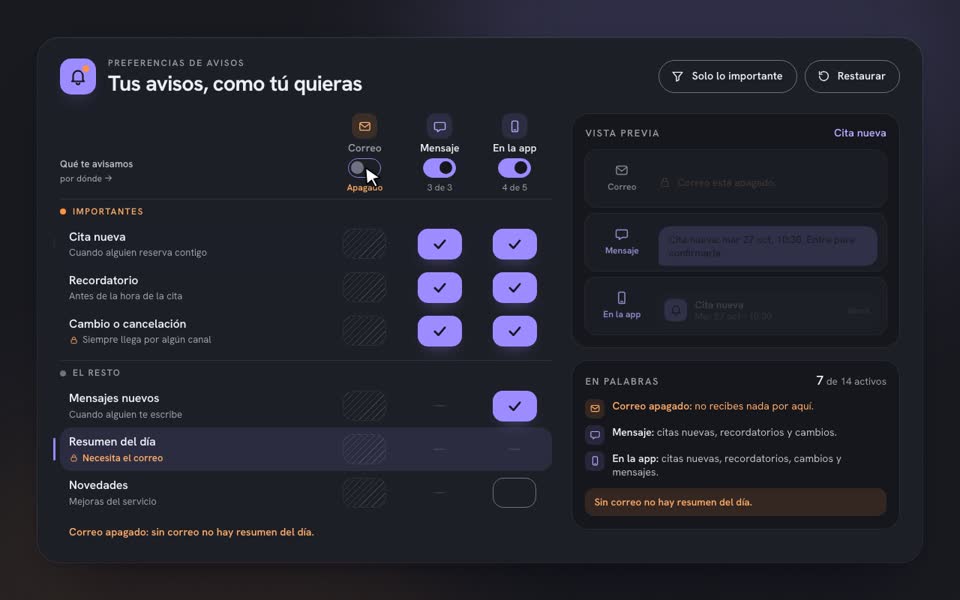 PREFERENCIAS DE AVISOS
Tus avisos, como tú quieras
Solo lo importante
Restaurar
Qué te avisamos
por dónde →
Correo
Apagado
Mensaje
3 de 3
En la app
4 de 5
IMPORTANTES
Cita nueva
Cuando alguien reserva contigo
Recordatorio
Antes de la hora de la cita
Cambio o cancelación
Siempre llega por algún canal
EL RESTO
Mensajes nuevos
Cuando alguien te escribe
Resumen del día
Necesita el correo
Novedades
Mejoras del servicio
Correo apagado: sin correo no hay resumen del día.
VISTA PREVIA
Cita nueva
Correo
Correo está apagado.
Mensaje
Cita nueva: mar 27 oct, 10:30. Entra para
confirmarla.
En la app
Cita nueva
Mar 27 oct · 10:30
EN PALABRAS
7 de 14 activos
Correo apagado: no recibes nada por aquí.
Mensaje: citas nuevas, recordatorios y cambios.
En la app: citas nuevas, recordatorios, cambios y
mensajes.
Sin correo no hay resumen del día.